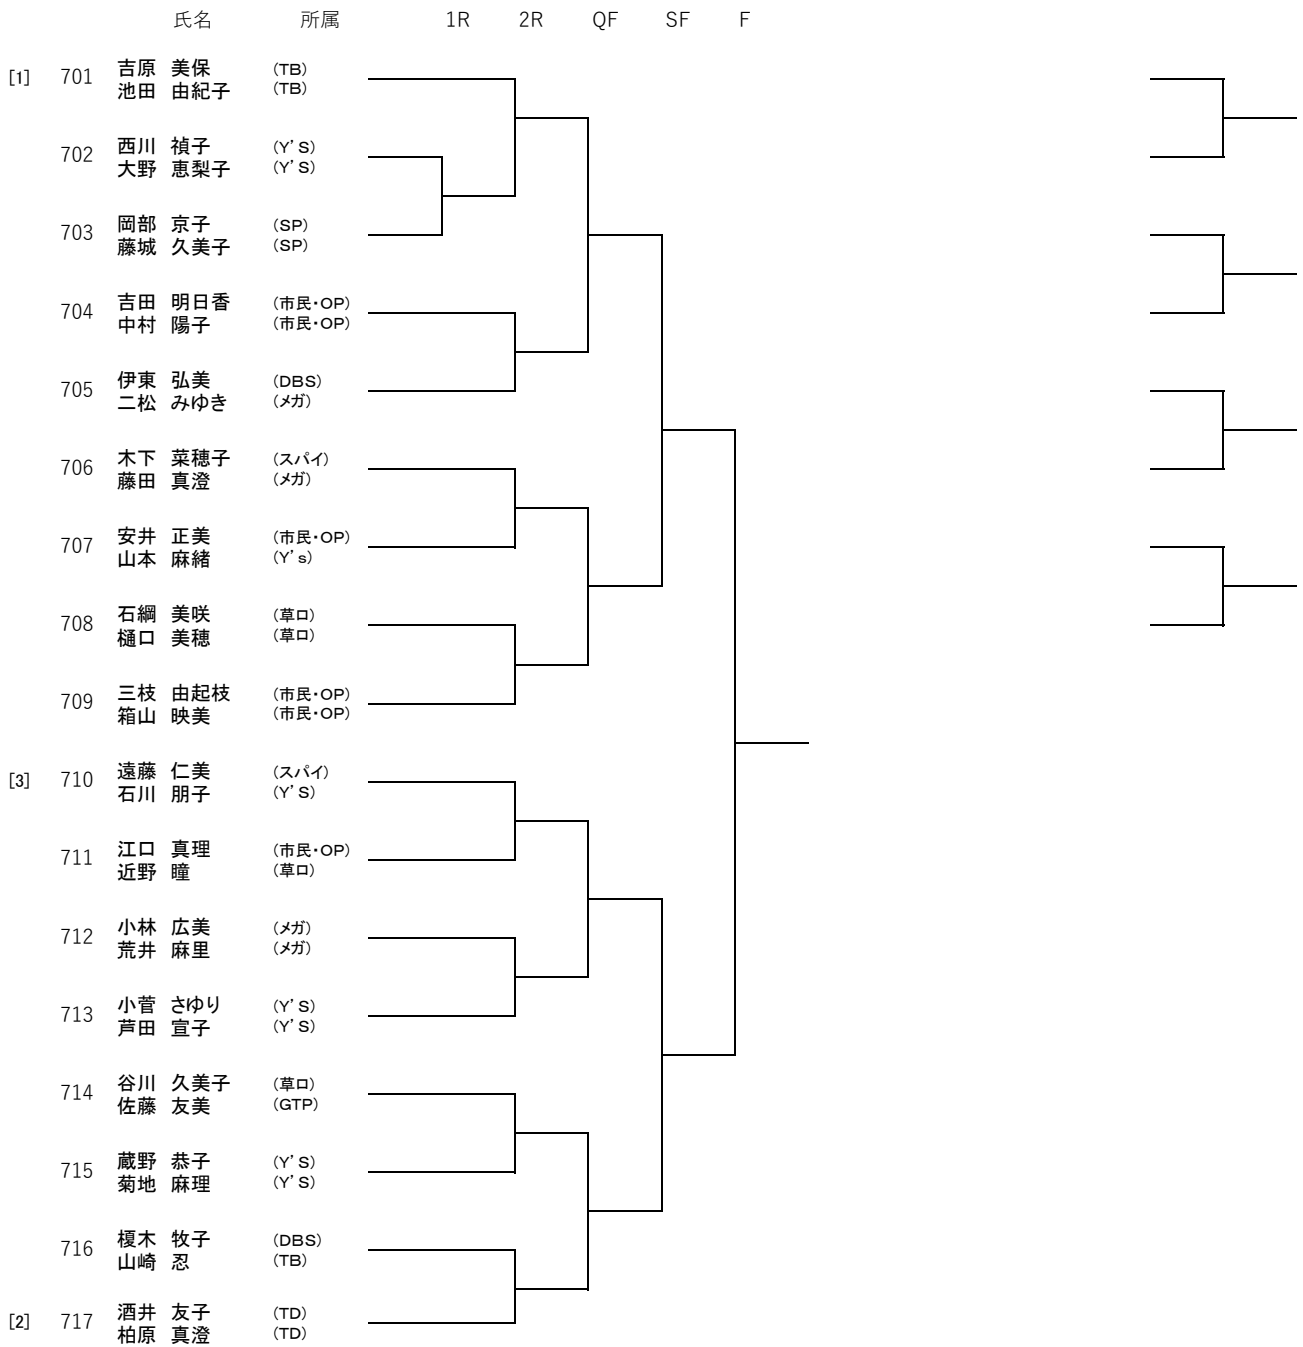 氏名 所属 1R 2R QF SF F
[1] 701 吉原 美保 (TB)
池田 由紀子 (TB)
702 西川 禎子 (Y'S)
大野 恵梨子 (Y'S)
703 岡部 京子 (SP)
藤城 久美子 (SP)
704 吉田 明日香 (市民・OP)
中村 陽子 (市民・OP)
705 伊東 弘美 (DBS)
二松 みゆき (メガ)
706 木下 菜穂子 (スパイ)
藤田 真澄 (メガ)
707 安井 正美 (市民・OP)
山本 麻緒 (Y's)
708 石綱 美咲 (草ロ)
樋口 美穂 (草ロ)
709 三枝 由起枝 (市民・OP)
箱山 映美 (市民・OP)
[3] 710 遠藤 仁美 (スパイ)
石川 朋子 (Y'S)
711 江口 真理 (市民・OP)
近野 瞳 (草ロ)
712 小林 広美 (メガ)
荒井 麻里 (メガ)
713 小菅 さゆり (Y'S)
芦田 宣子 (Y'S)
714 谷川 久美子 (草ロ)
佐藤 友美 (GTP)
715 蔵野 恭子 (Y'S)
菊地 麻理 (Y'S)
716 榎木 牧子 (DBS)
山崎 忍 (TB)
[2] 717 酒井 友子 (TD)
柏原 真澄 (TD)